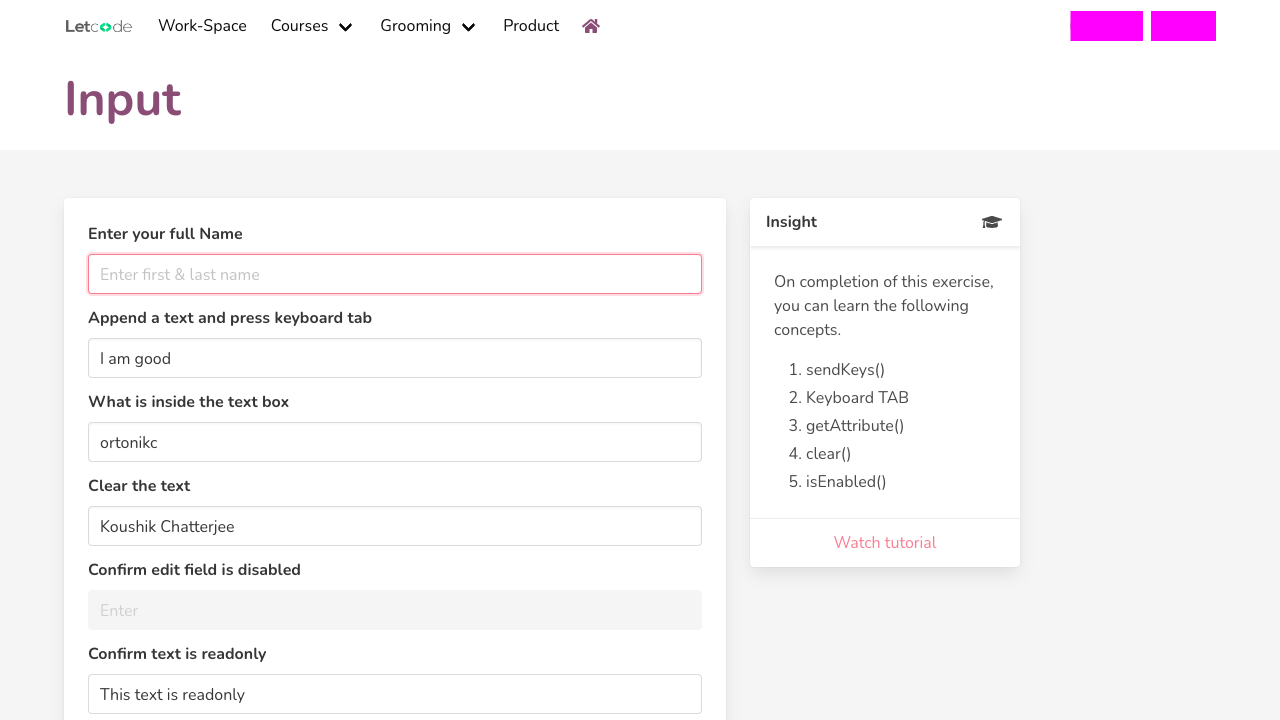 Letcode Work-Space Courses Grooming Product
Input
Enter your full Name
Enter first & last name
Append a text and press keyboard tab
I am good
What is inside the text box
ortonikc
Clear the text
Koushik Chatterjee
Confirm edit field is disabled
Enter
Confirm text is readonly
This text is readonly
Insight
On completion of this exercise,
you can learn the following
concepts.
1. sendKeys()
2. Keyboard TAB
3. getAttribute()
4. clear()
5. isEnabled()
Watch tutorial